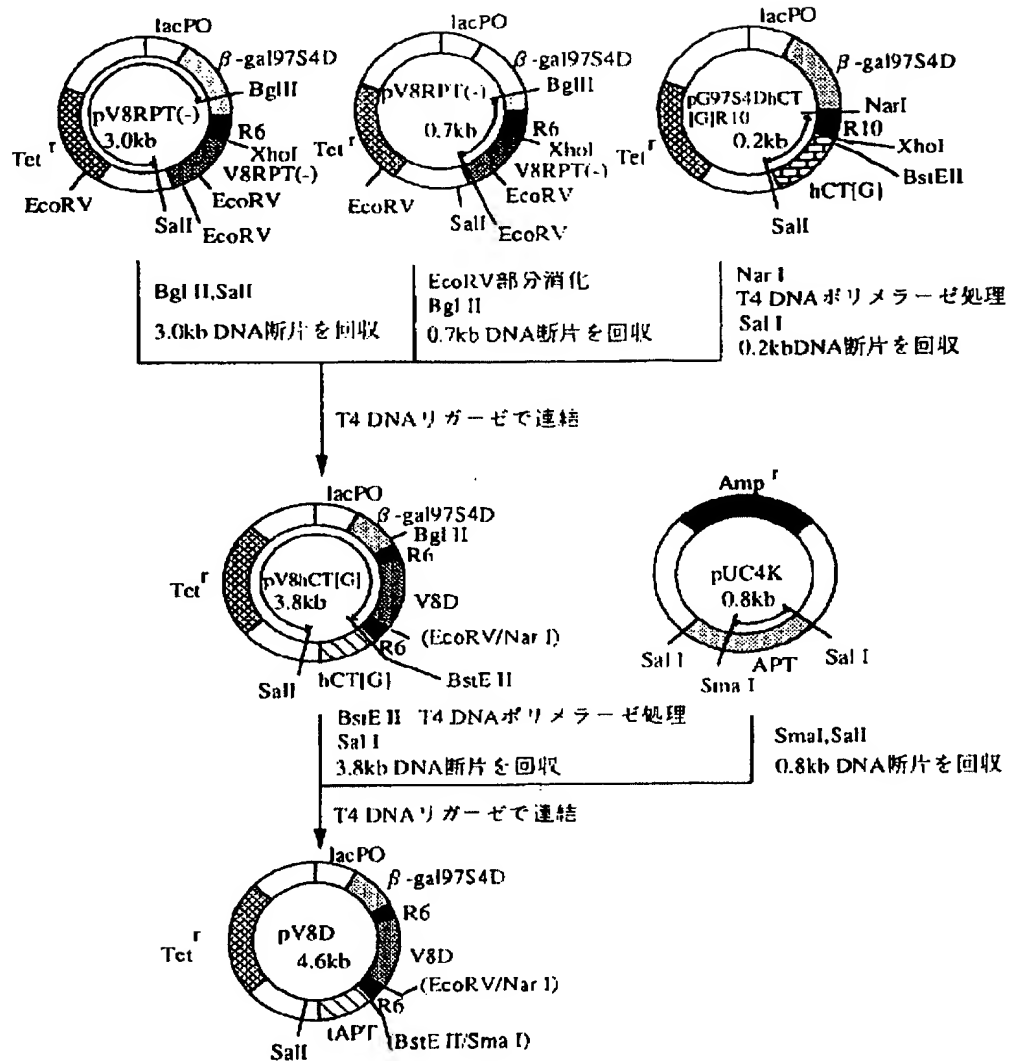 lacPO
β-gal97S4D
BglII
pV8RPT(-)
3.0kb
R6
XhoI
V8RPT(-)
EcoRV
Tet r
EcoRV
SalI
EcoRV
lacPO
β-gal97S4D
BglII
pV8RPT(-)
0.7kb
R6
XhoI
V8RPT(-)
EcoRV
Tet r
EcoRV
SalI
EcoRV
lacPO
β-gal97S4D
NarI
pG97S4DhCT
[G]R10
0.2kb
R10
XhoI
BstEII
hCT[G]
Tet r
SalI
Bgl II,SalI
3.0kb DNA断片を回収
EcoRV部分消化
Bgl II
0.7kb DNA断片を回収
Nar I
T4 DNAポリメラーゼ処理
Sal I
0.2kbDNA断片を回収
T4 DNAリガーゼで連結
lacPO
β-gal97S4D
Bgl II
R6
pV8hCT[G]
3.8kb
V8D
Tet r
(EcoRV/Nar I)
R6
BstE II
hCT[G]
SalI
Amp r
pUC4K
0.8kb
Sal I
Sma I
APT
Sal I
BstE II T4 DNAポリメラーゼ処理
Sal I
3.8kb DNA断片を回収
SmaI,SalI
0.8kb DNA断片を回収
T4 DNAリガーゼで連結
lacPO
β-gal97S4D
R6
pV8D
4.6kb
V8D
Tet r
(EcoRV/Nar I)
R6
tAPT
(BstE II/Sma I)
SalI